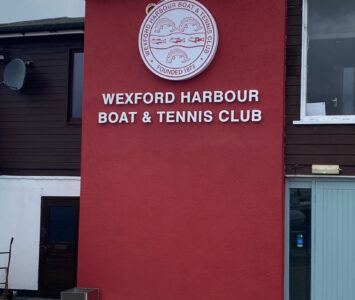 WEXFORD HARBOUR BOAT & TENNIS CLUB
FOUNDED 1873
WEXFORD HARBOUR
BOAT & TENNIS CLUB